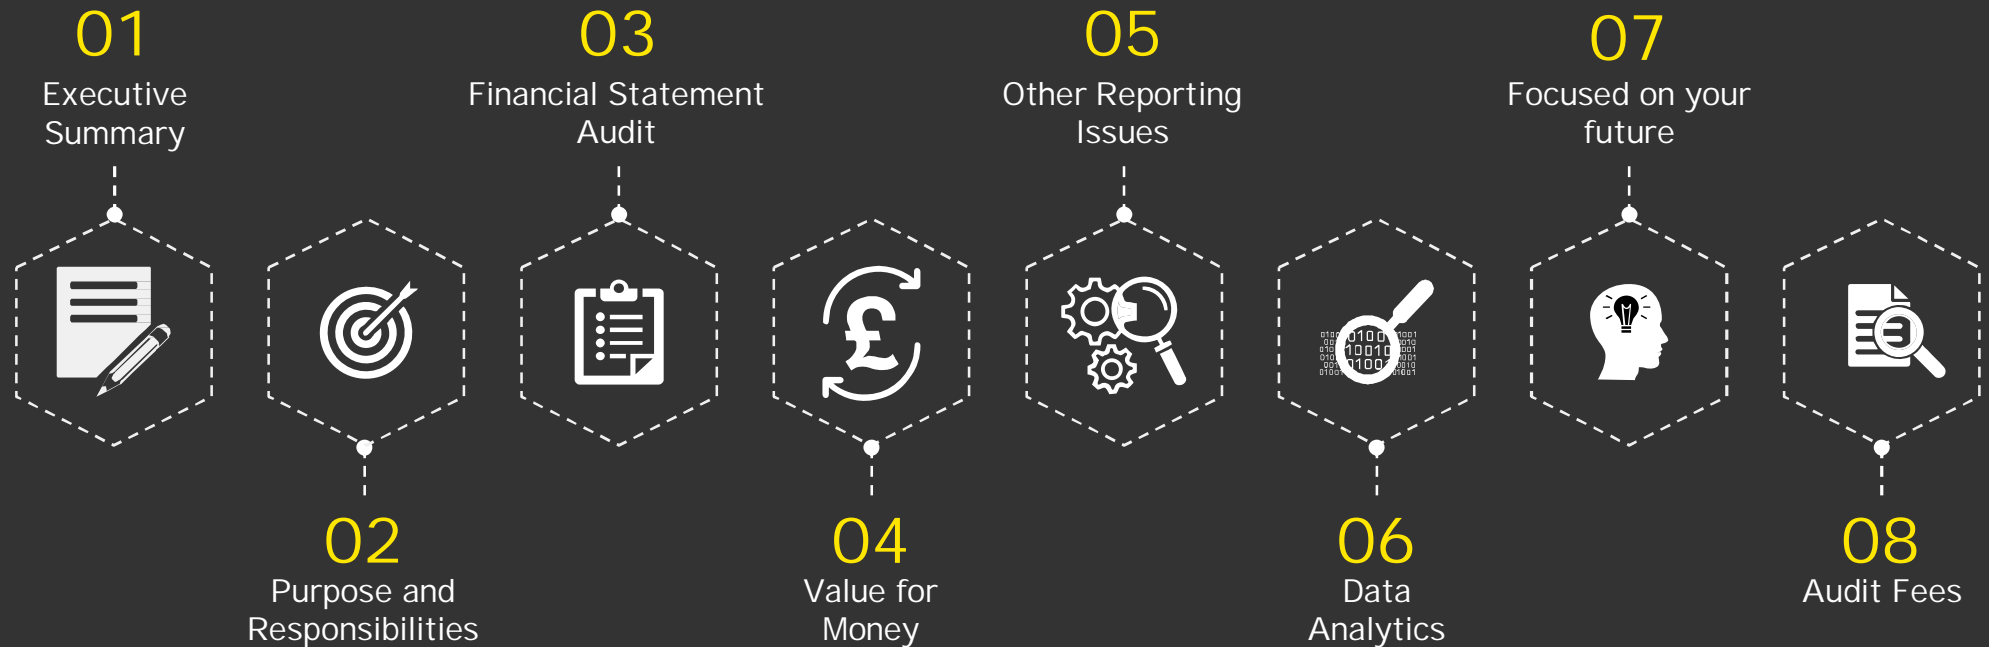 01
Executive
Summary
02
Purpose and
Responsibilities
03
Financial Statement
Audit
04
Value for
Money
05
Other Reporting
Issues
06
Data
Analytics
07
Focused on your
future
08
Audit Fees
£